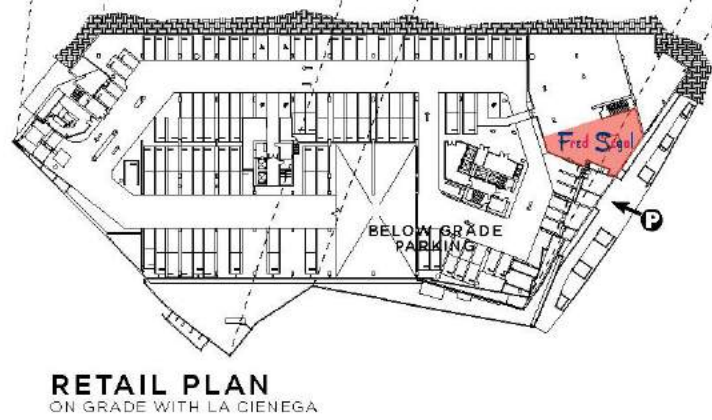 Fred Segal
P
BELOW GRADE
PARKING
RETAIL PLAN
ON GRADE WITH LA CIENEGA